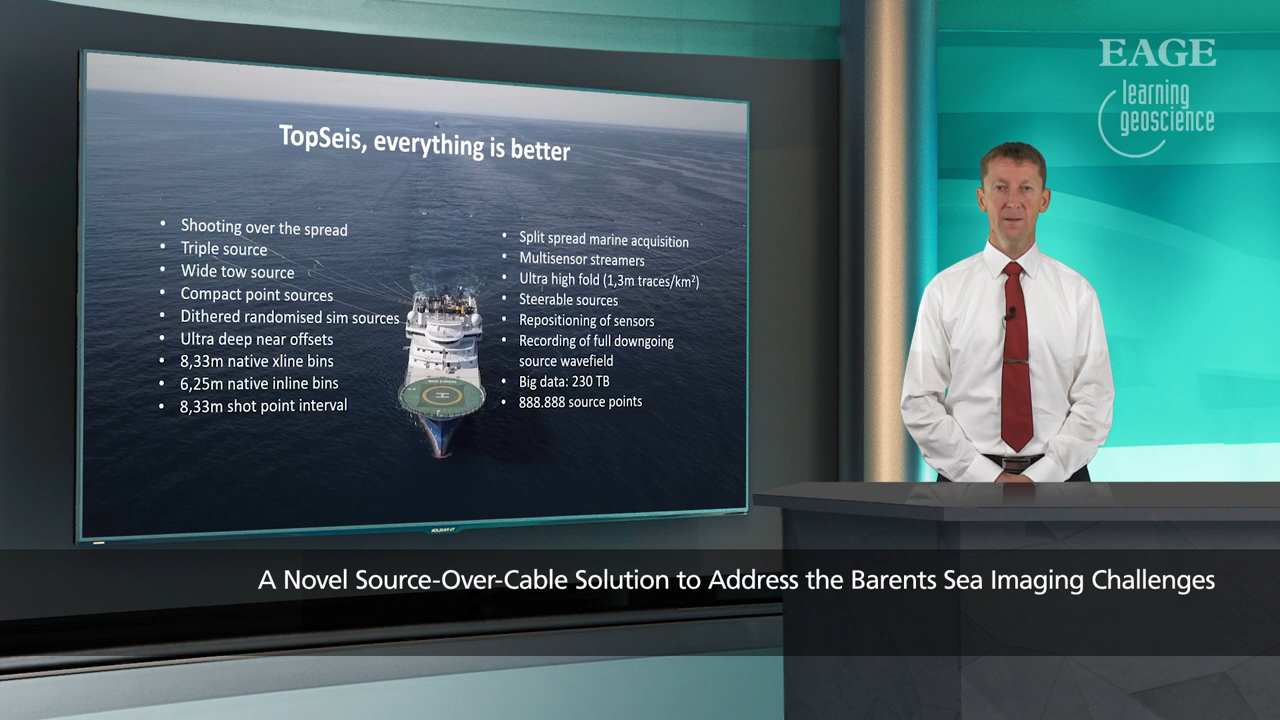 EAGE
learning
geoscience
TopSeis, everything is better
• Shooting over the spread
• Triple source
• Wide tow source
• Compact point sources
• Dithered randomised sim sources
• Ultra deep near offsets
• 8,33m native xline bins
• 6,25m native inline bins
• 8,33m shot point interval
• Split spread marine acquisition
• Multisensor streamers
• Ultra high fold (1,3m traces/km²)
• Steerable sources
• Repositioning of sensors
• Recording of full downgoing
source wavefield
• Big data: 230 TB
• 888.888 source points
H
A Novel Source-Over-Cable Solution to Address the Barents Sea Imaging Challenges